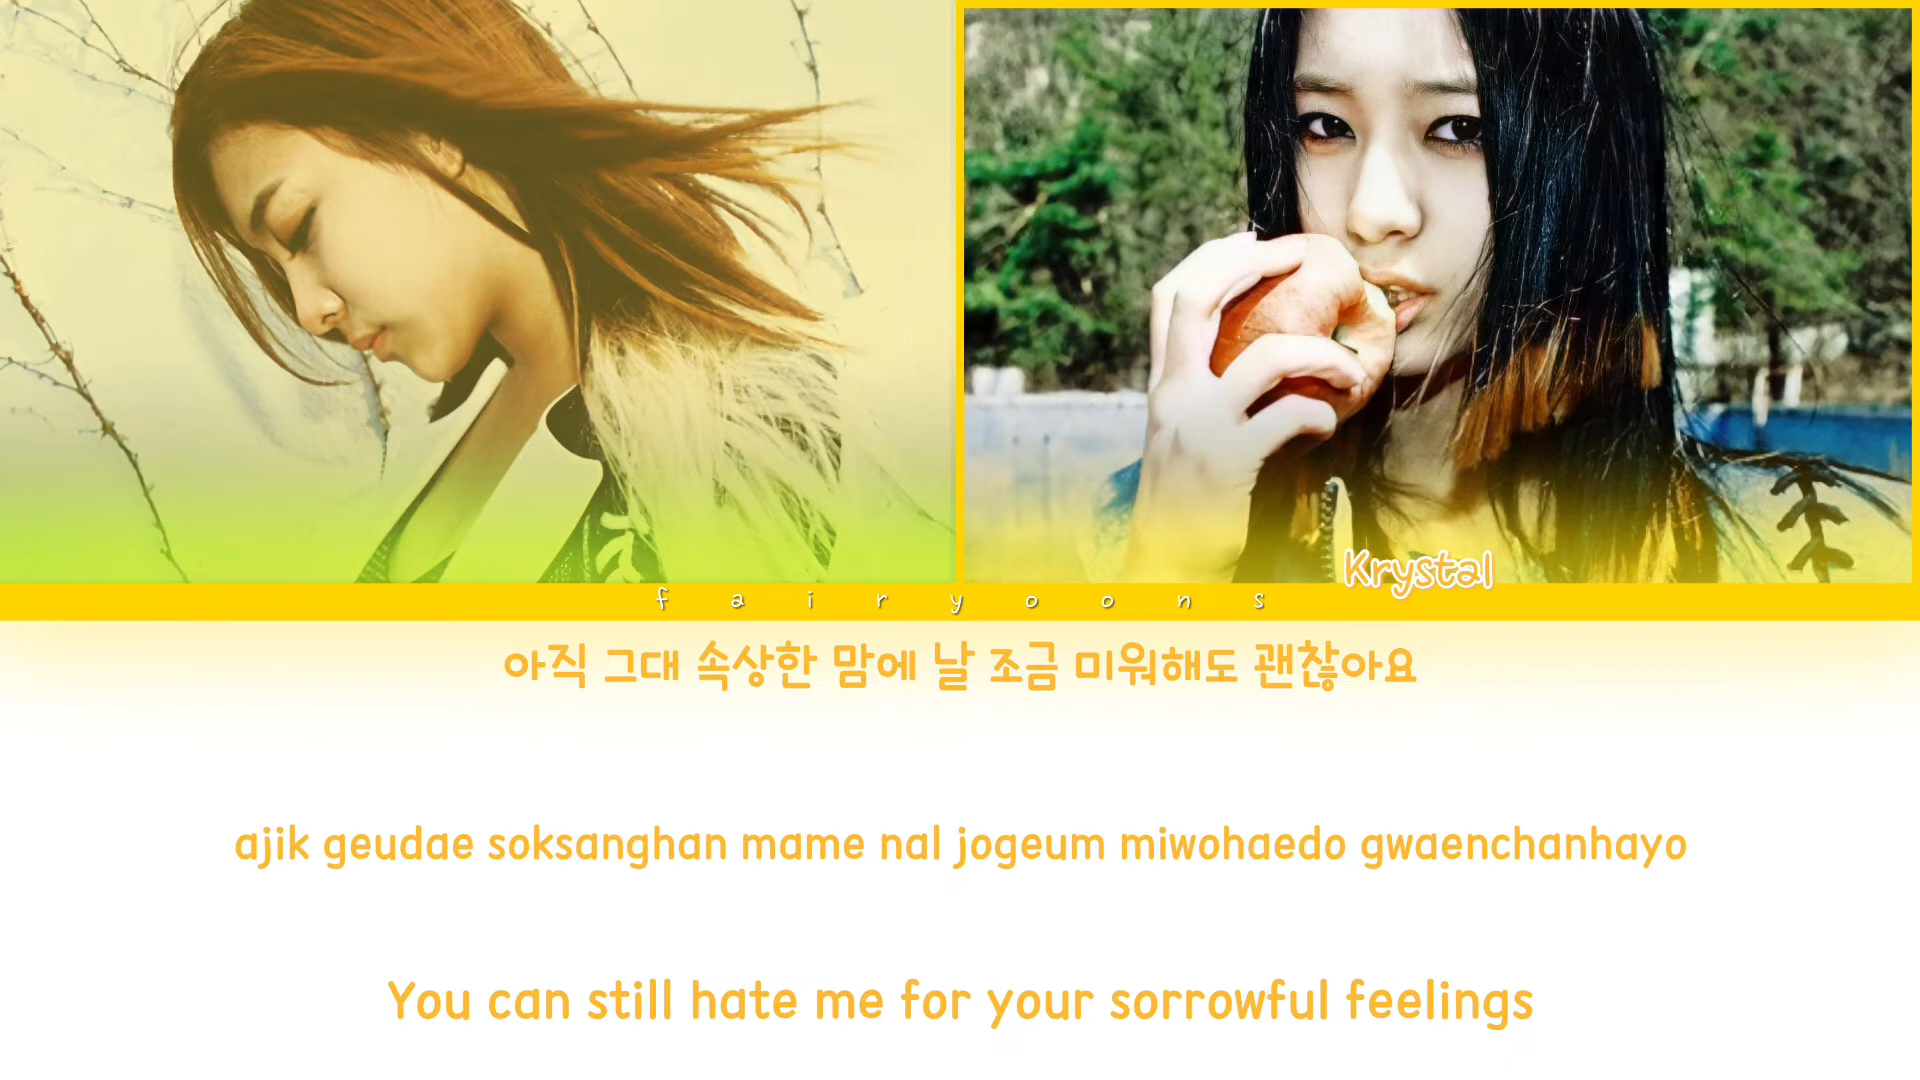 Krystal
fairyoons
아직 그대 속상한 맘에 날 조금 미워해도 괜찮아요
ajik geudae soksanghan mame nal jogeum miwohaedo gwaenchanhayo
You can still hate me for your sorrowful feelings